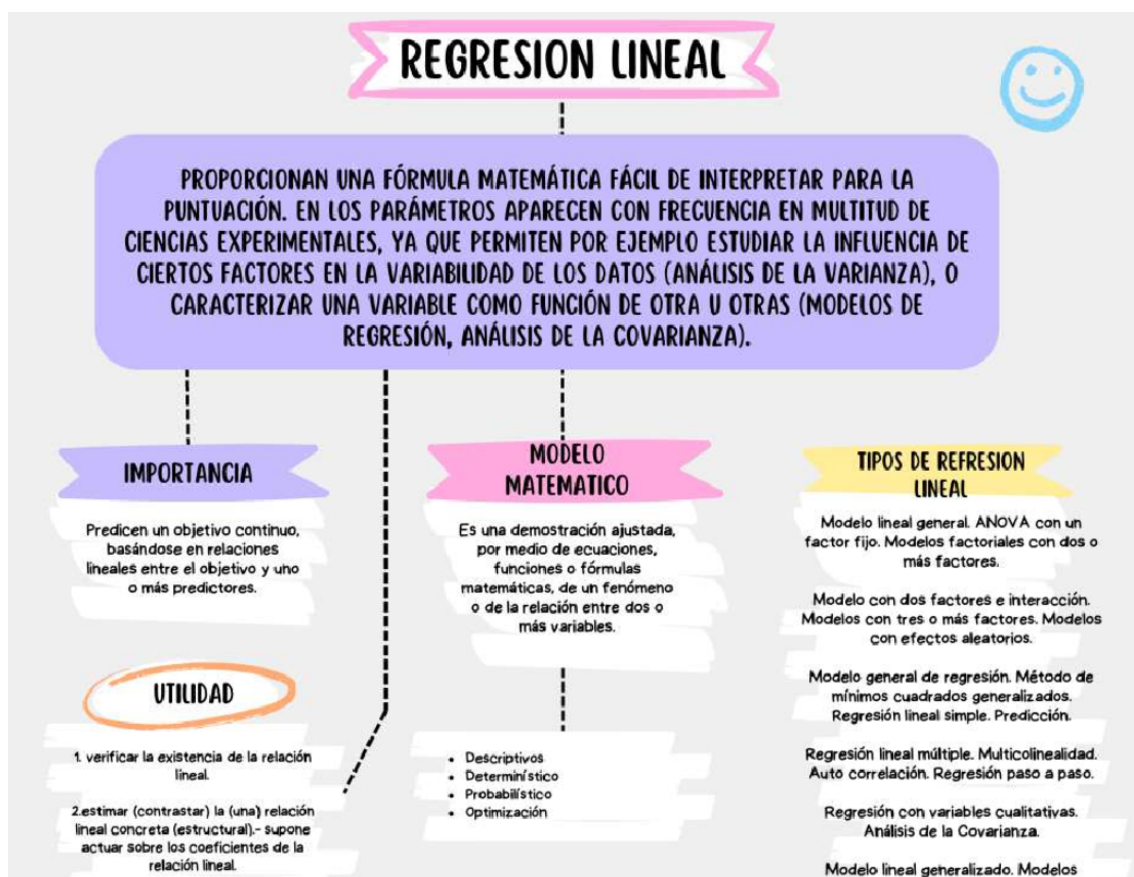 REGRESION LINEAL
PROPORCIONAN UNA FÓRMULA MATEMÁTICA FÁCIL DE INTERPRETAR PARA LA
PUNTUACIÓN. EN LOS PARÁMETROS APARECEN CON FRECUENCIA EN MULTITUD DE
CIENCIAS EXPERIMENTALES, YA QUE PERMITEN POR EJEMPLO ESTUDIAR LA INFLUENCIA DE
CIERTOS FACTORES EN LA VARIABILIDAD DE LOS DATOS (ANÁLISIS DE LA VARIANZA), O
CARACTERIZAR UNA VARIABLE COMO FUNCIÓN DE OTRA U OTRAS (MODELOS DE
REGRESIÓN, ANÁLISIS DE LA COVARIANZA).
IMPORTANCIA
Predicen un objetivo continuo,
basándose en relaciones
lineales entre el objetivo y uno
o más predictores.
UTILIDAD
1. verificar la existencia de la relación
lineal.
2.estimar (contrastar) la (una) relación
lineal concreta (estructural).- supone
actuar sobre los coeficientes de la
relación lineal.
MODELO
MATEMATICO
Es una demostración ajustada,
por medio de ecuaciones,
funciones o fórmulas
matemáticas, de un fenómeno
o de la relación entre dos o
más variables.
• Descriptivos
• Determinístico
• Probabilístico
• Optimización
TIPOS DE REFRESION
LINEAL
Modelo lineal general. ANOVA con un
factor fijo. Modelos factoriales con dos o
más factores.
Modelo con dos factores e interacción.
Modelos con tres o más factores. Modelos
con efectos aleatorios.
Modelo general de regresión. Método de
mínimos cuadrados generalizados.
Regresión lineal simple. Predicción.
Regresión lineal múltiple. Multicolinealidad.
Auto correlación. Regresión paso a paso.
Regresión con variables cualitativas.
Análisis de la Covarianza.
Modelo lineal generalizado. Modelos